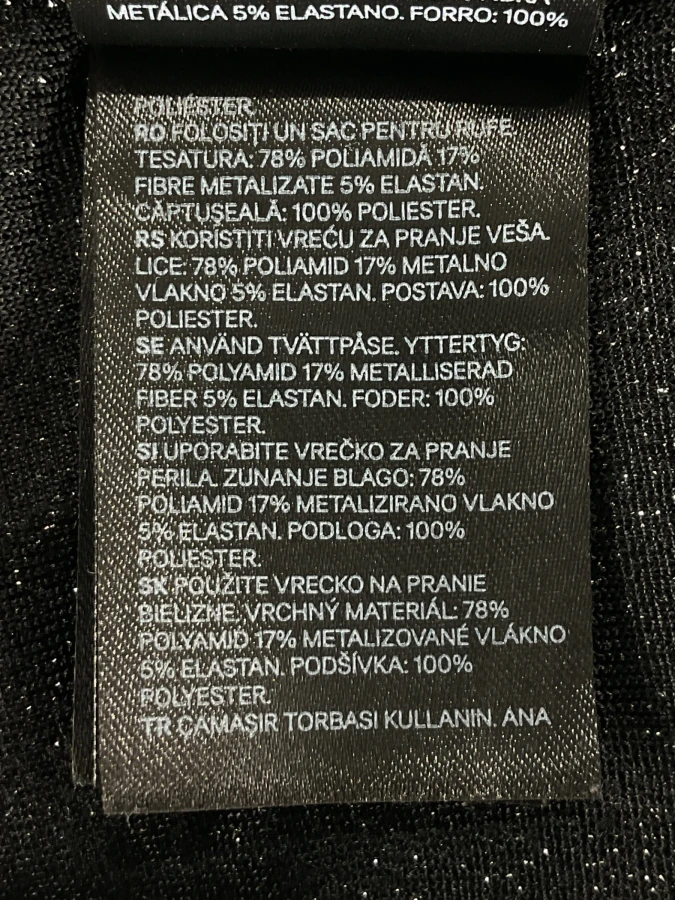 METÁLICA 5% ELASTANO. FORRO: 100%
POLIÉSTER.
RO FOLOSITI UN SAC PENTRU RUFE.
TESATURA: 78% POLIAMIDĂ 17%
FIBRE METALIZATE 5% ELASTAN.
CĂPTUŞEALĂ: 100% POLIESTER.
RS KORISTITI VREĆU ZA PRANJE VEŠA.
LICE: 78% POLIAMID 17% METALNO
VLAKNO 5% ELASTAN. POSTAVA: 100%
POLIESTER.
SE ANVÄND TVÄTTPÅSE. YTTERTYG:
78% POLYAMID 17% METALLISERAD
FIBER 5% ELASTAN. FODER: 100%
POLYESTER.
SI UPORABITE VREČKO ZA PRANJE
PERILA. ZUNANJE BLAGO: 78%
POLIAMID 17% METALIZIRANO VLAKNO
5% ELASTAN. PODLOGA: 100%
POLIESTER.
SK POUŽITE VRECKO NA PRANIE
BIELIZNE. VRCHNÝ MATERIÁL: 78%
POLYAMID 17% METALIZOVANÉ VLÁKNO
5% ELASTAN. PODŠÍVKA: 100%
POLYESTER.
TR ÇAMAŞIR TORBASI KULLANIN. ANA